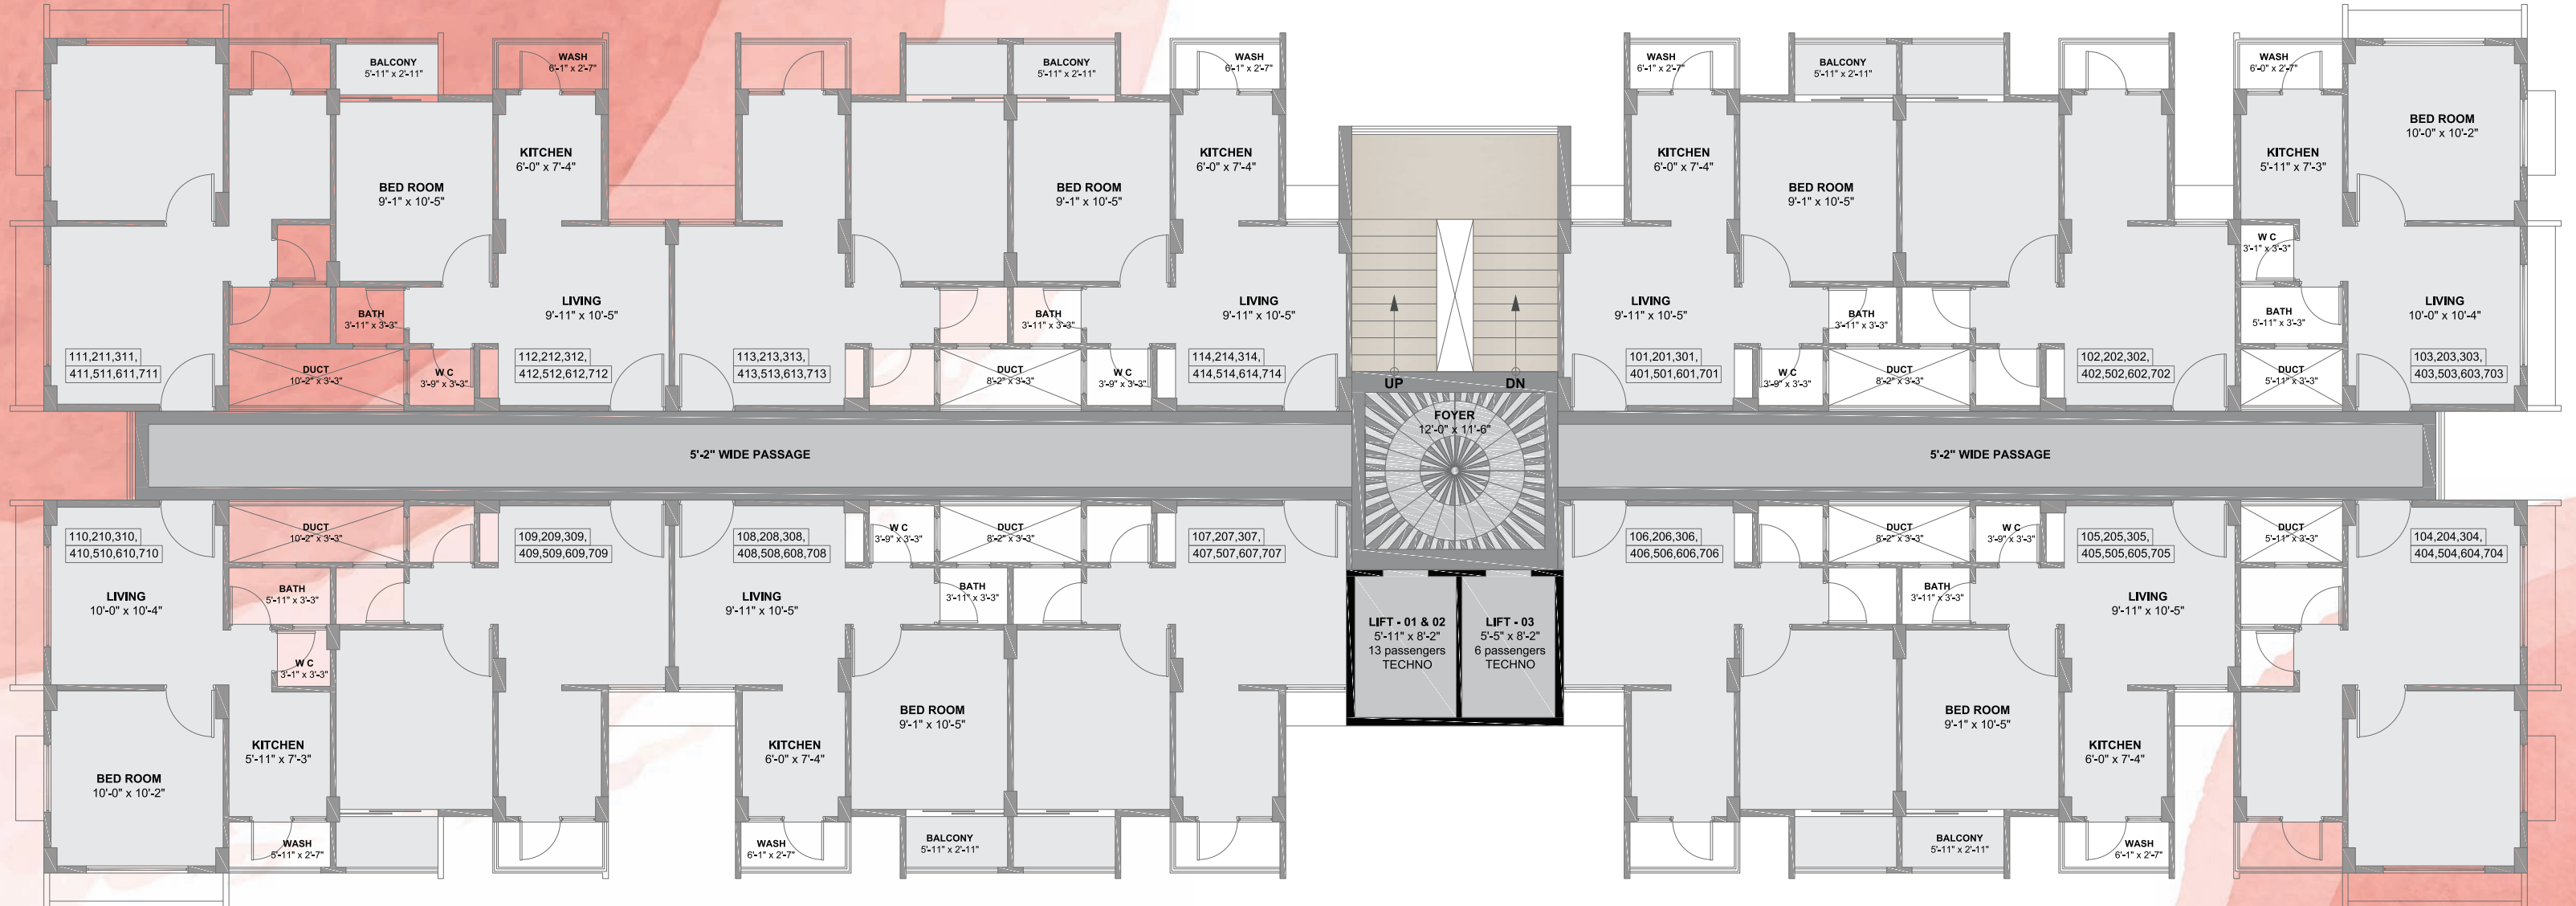 BALCONY
5'-11" x 2'-11"
WASH
6'-1" x 2'-7"
KITCHEN
6'-0" x 7'-4"
BED ROOM
9'-1" x 10'-5"
LIVING
9'-11" x 10'-5"
BATH
3'-11" x 3'-3"
111,211,311,
411,511,611,711
DUCT
10'-2" x 3'-3"
W C
3'-9" x 3'-3"
112,212,312,
412,512,612,712
BALCONY
5'-11" x 2'-11"
WASH
6'-1" x 2'-7"
KITCHEN
6'-0" x 7'-4"
BED ROOM
9'-1" x 10'-5"
LIVING
9'-11" x 10'-5"
BATH
3'-11" x 3'-3"
113,213,313,
413,513,613,713
DUCT
8'-2" x 3'-3"
W C
3'-9" x 3'-3"
114,214,314,
414,514,614,714
UP
DN
FOYER
12'-0" x 11'-6"
WASH
6'-1" x 2'-7"
BALCONY
5'-11" x 2'-11"
KITCHEN
6'-0" x 7'-4"
BED ROOM
9'-1" x 10'-5"
LIVING
9'-11" x 10'-5"
BATH
3'-11" x 3'-3"
101,201,301,
401,501,601,701
W C
3'-9" x 3'-3"
DUCT
8'-2" x 3'-3"
102,202,302,
402,502,602,702
WASH
6'-0" x 2'-7"
BED ROOM
10'-0" x 10'-2"
KITCHEN
5'-11" x 7'-3"
W C
3'-1" x 3'-3"
LIVING
10'-0" x 10'-4"
BATH
5'-11" x 3'-3"
DUCT
5'-11" x 3'-3"
103,203,303,
403,503,603,703
5'-2" WIDE PASSAGE
5'-2" WIDE PASSAGE
110,210,310,
410,510,610,710
DUCT
10'-2" x 3'-3"
109,209,309,
409,509,609,709
LIVING
10'-0" x 10'-4"
BATH
5'-11" x 3'-3"
W C
3'-1" x 3'-3"
KITCHEN
5'-11" x 7'-3"
BED ROOM
10'-0" x 10'-2"
WASH
5'-11" x 2'-7"
108,208,308,
408,508,608,708
W C
3'-9" x 3'-3"
DUCT
8'-2" x 3'-3"
107,207,307,
407,507,607,707
LIVING
9'-11" x 10'-5"
BATH
3'-11" x 3'-3"
BED ROOM
9'-1" x 10'-5"
KITCHEN
6'-0" x 7'-4"
WASH
6'-1" x 2'-7"
BALCONY
5'-11" x 2'-11"
LIFT - 01 & 02
5'-11" x 8'-2"
13 passengers
TECHNO
LIFT - 03
5'-5" x 8'-2"
6 passengers
TECHNO
106,206,306,
406,506,606,706
DUCT
8'-2" x 3'-3"
W C
3'-9" x 3'-3"
105,205,305,
405,505,605,705
BATH
3'-11" x 3'-3"
LIVING
9'-11" x 10'-5"
BED ROOM
9'-1" x 10'-5"
KITCHEN
6'-0" x 7'-4"
BALCONY
5'-11" x 2'-11"
WASH
6'-1" x 2'-7"
DUCT
5'-11" x 3'-3"
104,204,304,
404,504,604,704